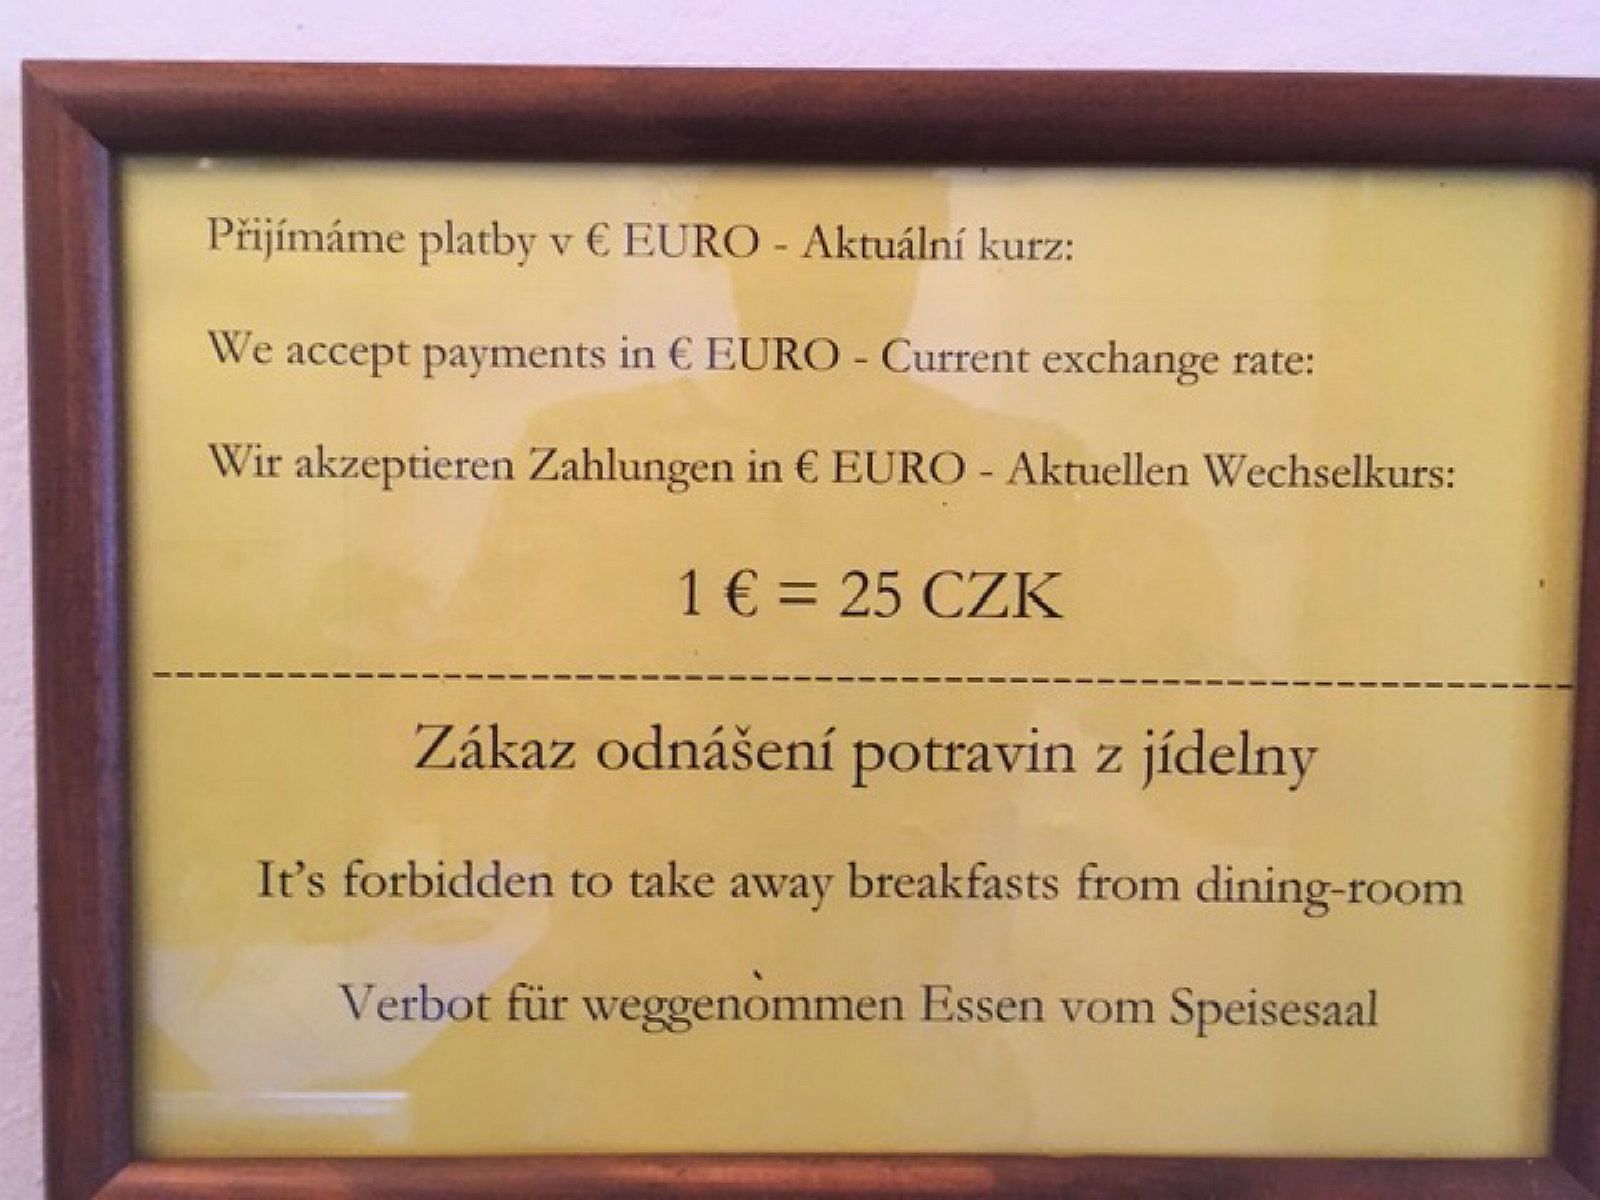 Přijímáme platby v € EURO - Aktuální kurz:
We accept payments in € EURO - Current exchange rate:
Wir akzeptieren Zahlungen in € EURO - Aktuellen Wechselkurs:
1 € = 25 CZK
Zákaz odnášení potravin z jídelny
It's forbidden to take away breakfasts from dining-room
Verbot für weggenommen Essen vom Speisesaal